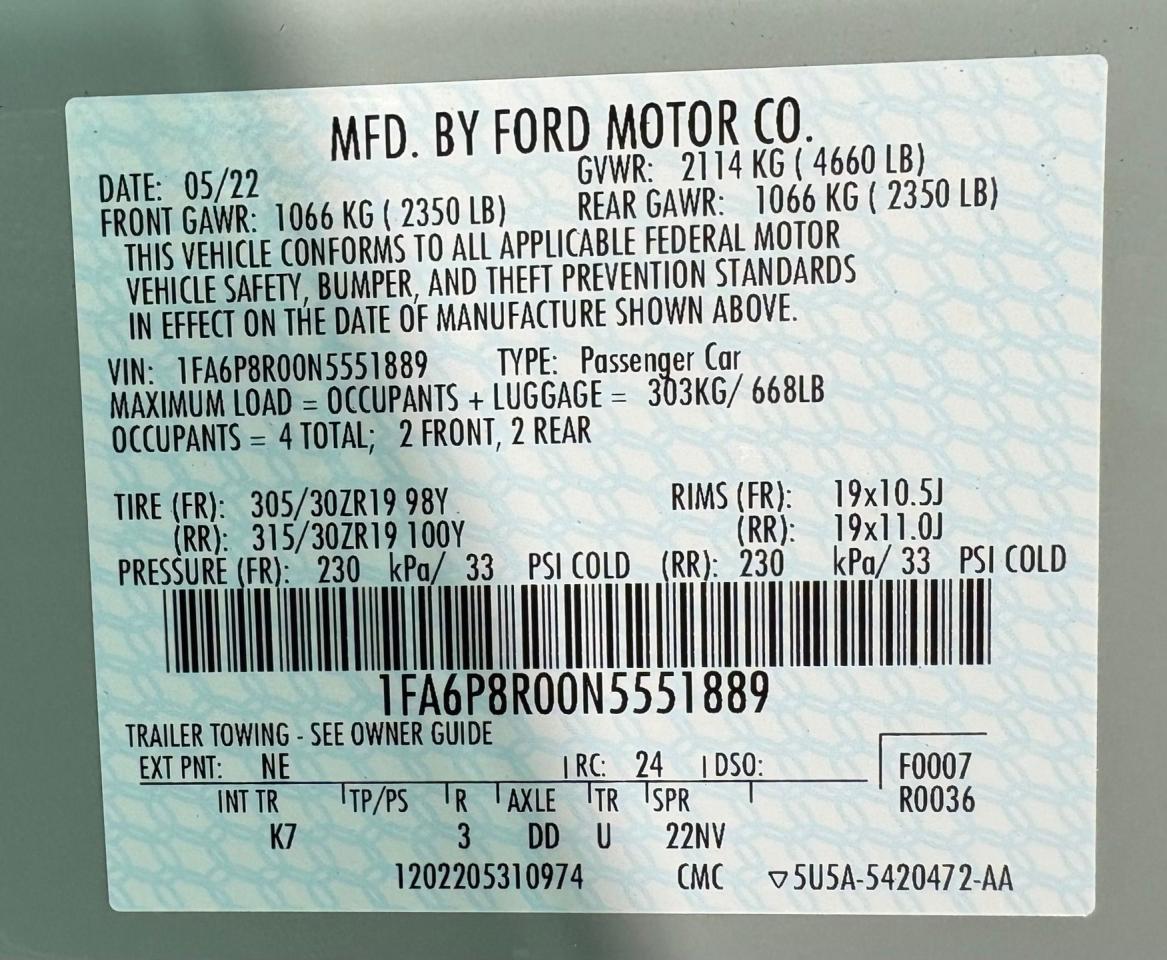 MFD. BY FORD MOTOR CO.
DATE: 05/22 GVWR: 2114 KG ( 4660 LB)
FRONT GAWR: 1066 KG ( 2350 LB) REAR GAWR: 1066 KG ( 2350 LB)
THIS VEHICLE CONFORMS TO ALL APPLICABLE FEDERAL MOTOR
VEHICLE SAFETY, BUMPER, AND THEFT PREVENTION STANDARDS
IN EFFECT ON THE DATE OF MANUFACTURE SHOWN ABOVE.
VIN: 1FA6P8R00N5551889 TYPE: Passenger Car
MAXIMUM LOAD = OCCUPANTS + LUGGAGE = 303KG/ 668LB
OCCUPANTS = 4 TOTAL; 2 FRONT, 2 REAR
TIRE (FR): 305/30ZR19 98Y RIMS (FR): 19x10.5J
(RR): 315/30ZR19 100Y (RR): 19x11.0J
PRESSURE (FR): 230 kPa/ 33 PSI COLD (RR): 230 kPa/ 33 PSI COLD
1FA6P8R00N5551889
TRAILER TOWING - SEE OWNER GUIDE
EXT PNT: NE RC: 24 DSO: F0007
INT TR TP/PS R AXLE TR SPR R0036
K7 3 DD U 22NV
1202205310974 CMC ▽5U5A-5420472-AA